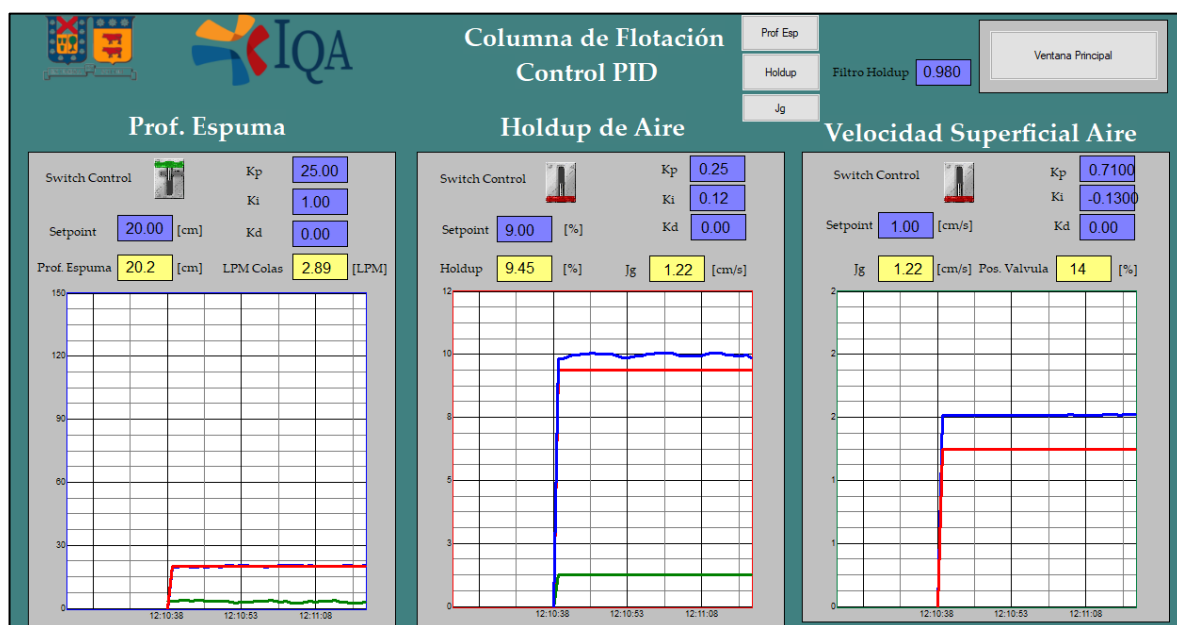 IQA
Columna de Flotación
Control PID
Prof Esp
Holdup
Jg
Filtro Holdup 0.980
Ventana Principal
Prof. Espuma
Switch Control
Kp 25.00
Ki 1.00
Setpoint 20.00 [cm] Kd 0.00
Prof. Espuma 20.2 [cm] LPM Colas 2.89 [LPM]
150
120
90
60
30
0
12:10:38 12:10:53 12:11:08
Holdup de Aire
Switch Control
Kp 0.25
Ki 0.12
Setpoint 9.00 [%] Kd 0.00
Holdup 9.45 [%] Jg 1.22 [cm/s]
12
10
8
5
3
0
12:10:38 12:10:53 12:11:08
Velocidad Superficial Aire
Switch Control
Kp 0.7100
Ki -0.1300
Setpoint 1.00 [cm/s] Kd 0.00
Jg 1.22 [cm/s] Pos. Valvula 14 [%]
2
2
2
1
1
0
12:10:38 12:10:53 12:11:08